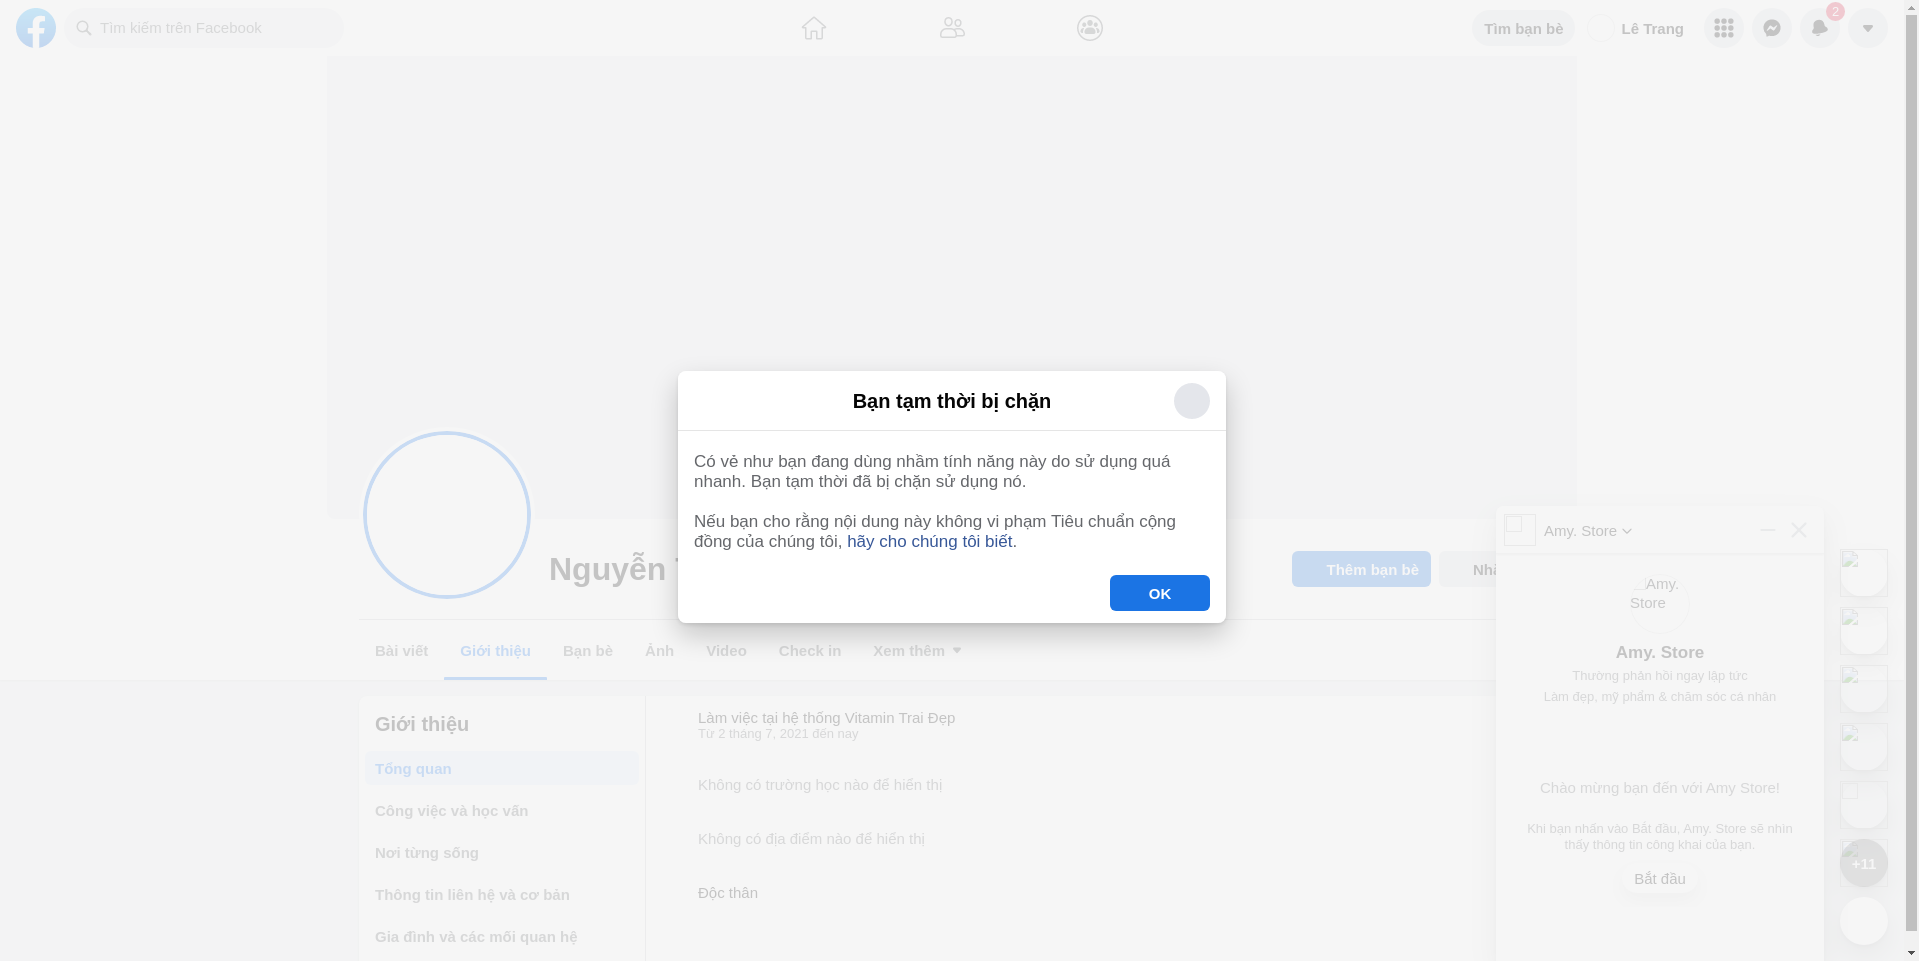 Tìm kiếm trên Facebook
Tìm bạn bè
Lê Trang
2
Bạn tạm thời bị chặn
Có vẻ như bạn đang dùng nhầm tính năng này do sử dụng quá
nhanh. Bạn tạm thời đã bị chặn sử dụng nó.
Nếu bạn cho rằng nội dung này không vi phạm Tiêu chuẩn cộng
đồng của chúng tôi, hãy cho chúng tôi biết.
OK
Nguyễn
Thêm bạn bè
Bài viết
Giới thiệu
Bạn bè
Ảnh
Video
Check in
Xem thêm
Giới thiệu
Tổng quan
Công việc và học vấn
Nơi từng sống
Thông tin liên hệ và cơ bản
Gia đình và các mối quan hệ
Làm việc tại hệ thống Vitamin Trai Đẹp
Từ 2 tháng 7, 2021 đến nay
Không có trường học nào để hiển thị
Không có địa điểm nào để hiển thị
Độc thân
Amy. Store
Amy.
Store
Amy. Store
Thường phản hồi ngay lập tức
Làm đẹp, mỹ phẩm & chăm sóc cá nhân
Chào mừng bạn đến với Amy Store!
Khi bạn nhấn vào Bắt đầu, Amy. Store sẽ nhìn
thấy thông tin công khai của bạn.
Bắt đầu
+11